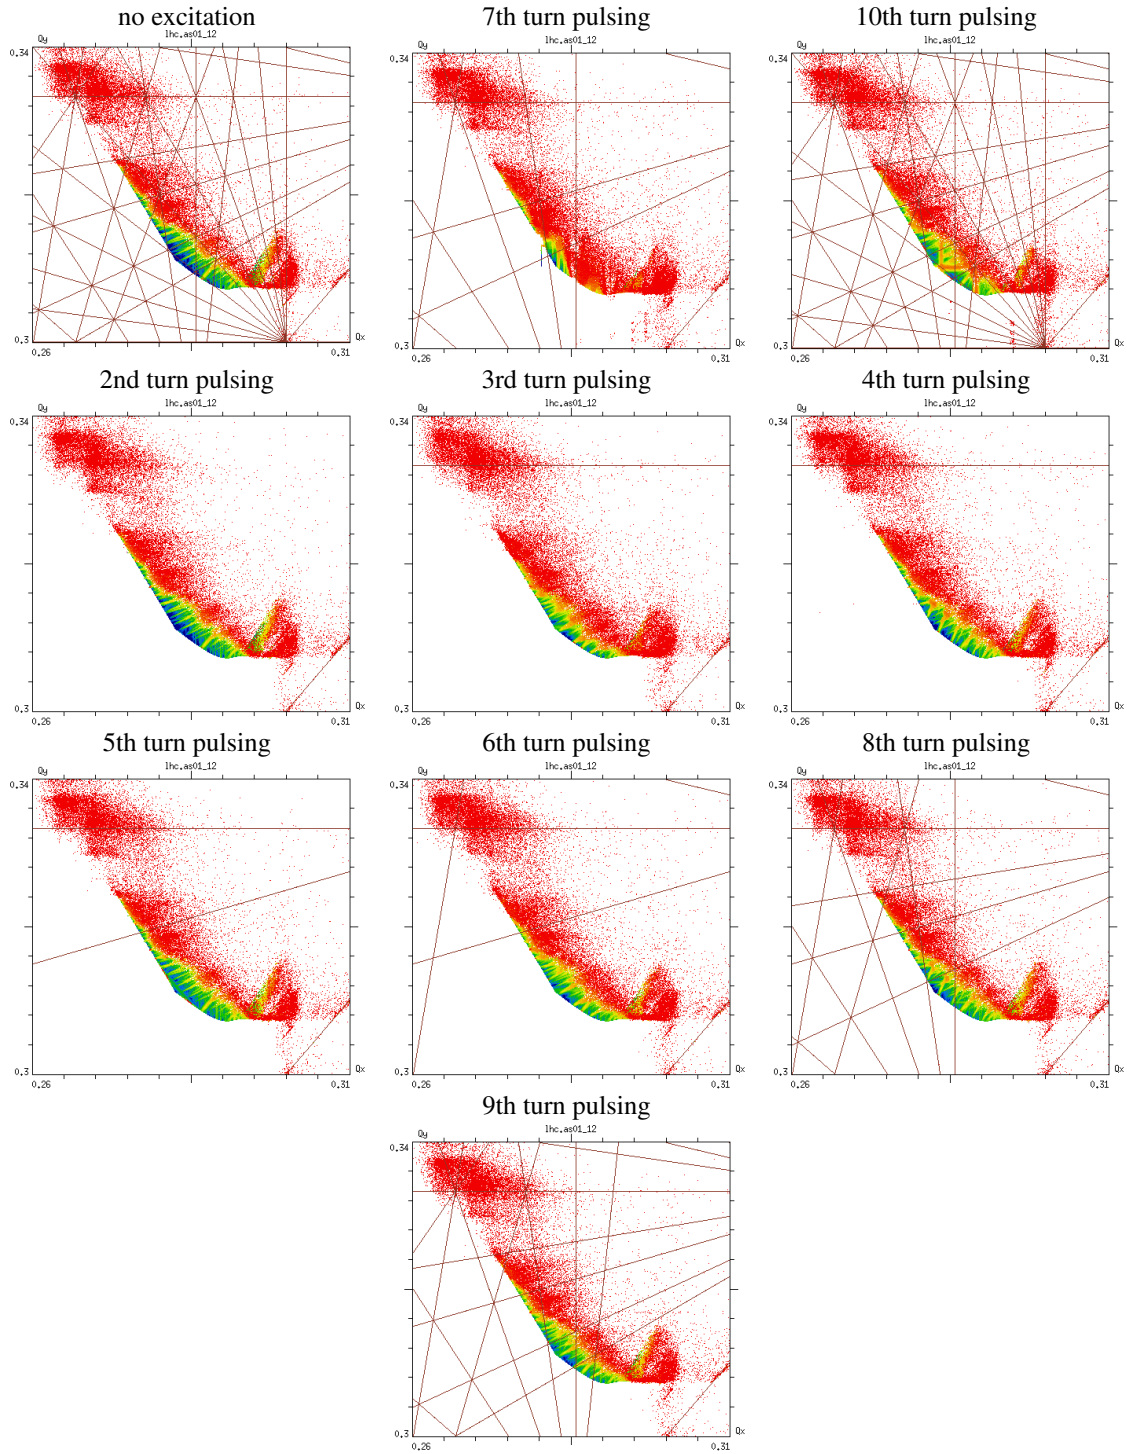 no excitation
7th turn pulsing
10th turn pulsing
lhc.as01_12
lhc.as01_12
lhc.as01_12
Qy
0.34
Qy
0.34
Qy
0.34
0.3
Qx
0.3
Qx
0.3
Qx
0.26
0.31
0.26
0.31
0.26
0.31
2nd turn pulsing
3rd turn pulsing
4th turn pulsing
lhc.as01_12
lhc.as01_12
lhc.as01_12
Qy
0.34
Qy
0.34
Qy
0.34
0.3
Qx
0.3
Qx
0.3
Qx
0.26
0.31
0.26
0.31
0.26
0.31
5th turn pulsing
6th turn pulsing
8th turn pulsing
lhc.as01_12
lhc.as01_12
lhc.as01_12
Qy
0.34
Qy
0.34
Qy
0.34
0.3
Qx
0.3
Qx
0.3
Qx
0.26
0.31
0.26
0.31
0.26
0.31
9th turn pulsing
lhc.as01_12
Qy
0.34
0.3
Qx
0.26
0.31